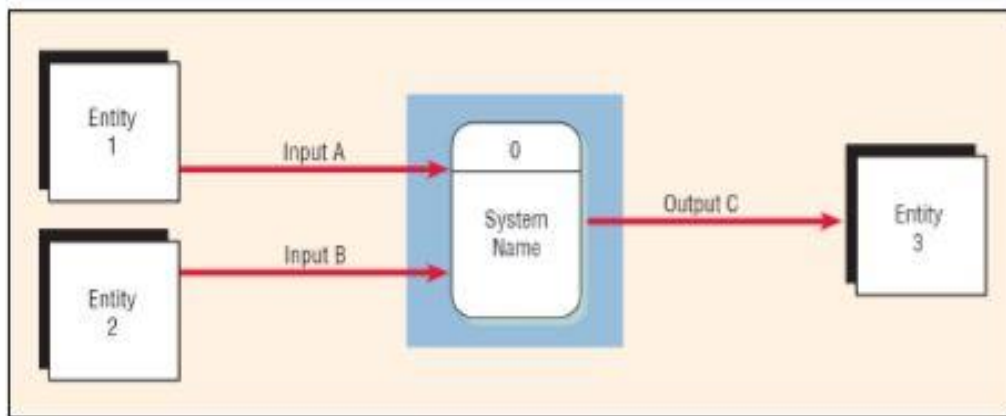 Entity
1
Input A
0
System
Name
Output C
Entity
3
Input B
Entity
2